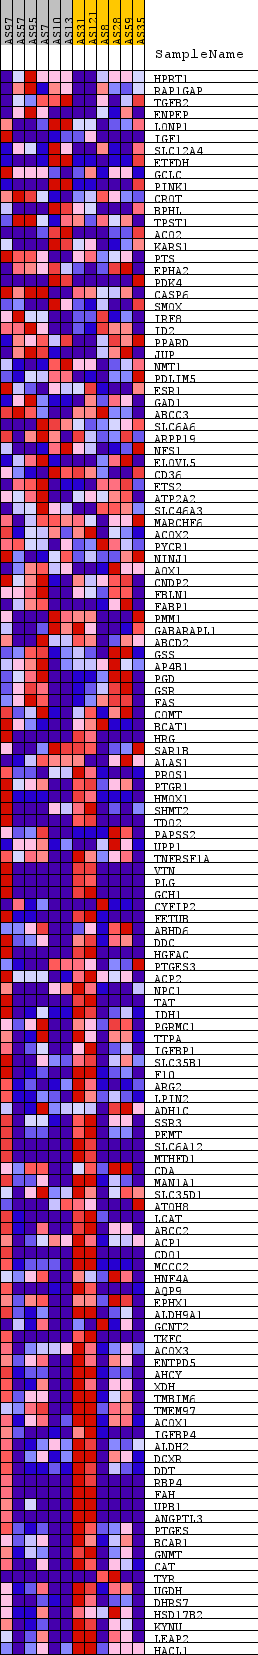 AS97
AS57
AS95
AS7
AS10
AS13
AS31
AS121
AS8
AS28
AS59
AS35
SampleName
HPRT1
RAP1GAP
TGFB2
ENPEP
LONP1
IGF1
SLC12A4
ETFDH
GCLC
PINK1
CROT
BPHL
TPST1
ACO2
KARS1
PTS
EPHA2
PDK4
CASP6
SMOX
IRF8
ID2
PPARD
JUP
NMT1
PDLIM5
ESR1
GAD1
ABCC3
SLC6A6
ARPP19
NFS1
ELOVL5
CD36
ETS2
ATP2A2
SLC46A3
MARCHF6
ACOX2
PYCR1
NINJ1
AOX1
CNDP2
FBLN1
FABP1
PMM1
GABARAPL1
ABCD2
GSS
AP4B1
PGD
GSR
FAS
COMT
BCAT1
HRG
SAR1B
ALAS1
PROS1
PTGR1
HMOX1
SHMT2
TDO2
PAPSS2
UPP1
TNFRSF1A
VTN
PLG
GCH1
CYFIP2
FETUB
ABHD6
DDC
HGFAC
PTGES3
ACP2
NPC1
TAT
IDH1
PGRMC1
TTPA
IGFBP1
SLC35B1
F10
ARG2
LPIN2
ADH1C
SSR3
PEMT
SLC6A12
MTHFD1
CDA
MAN1A1
SLC35D1
ATOH8
LCAT
ABCC2
ACP1
CDO1
MCCC2
HNF4A
AQP9
EPHX1
ALDH9A1
GCNT2
TKFC
ACOX3
ENTPD5
AHCY
XDH
TMBIM6
TMEM97
ACOX1
IGFBP4
ALDH2
DCXR
DDT
RBP4
FAH
UPB1
ANGPTL3
PTGES
BCAR1
GNMT
CAT
TYR
UGDH
DHRS7
HSD17B2
KYNU
LEAP2
HACL1